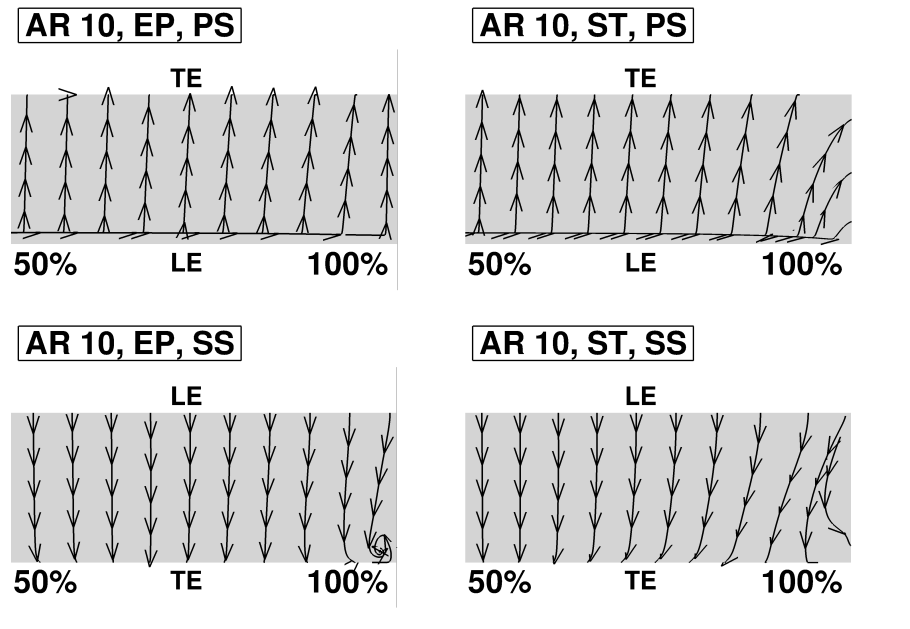 AR 10, EP, PS
TE
50% LE 100%
AR 10, ST, PS
TE
50% LE 100%
AR 10, EP, SS
LE
50% TE 100%
AR 10, ST, SS
LE
50% TE 100%